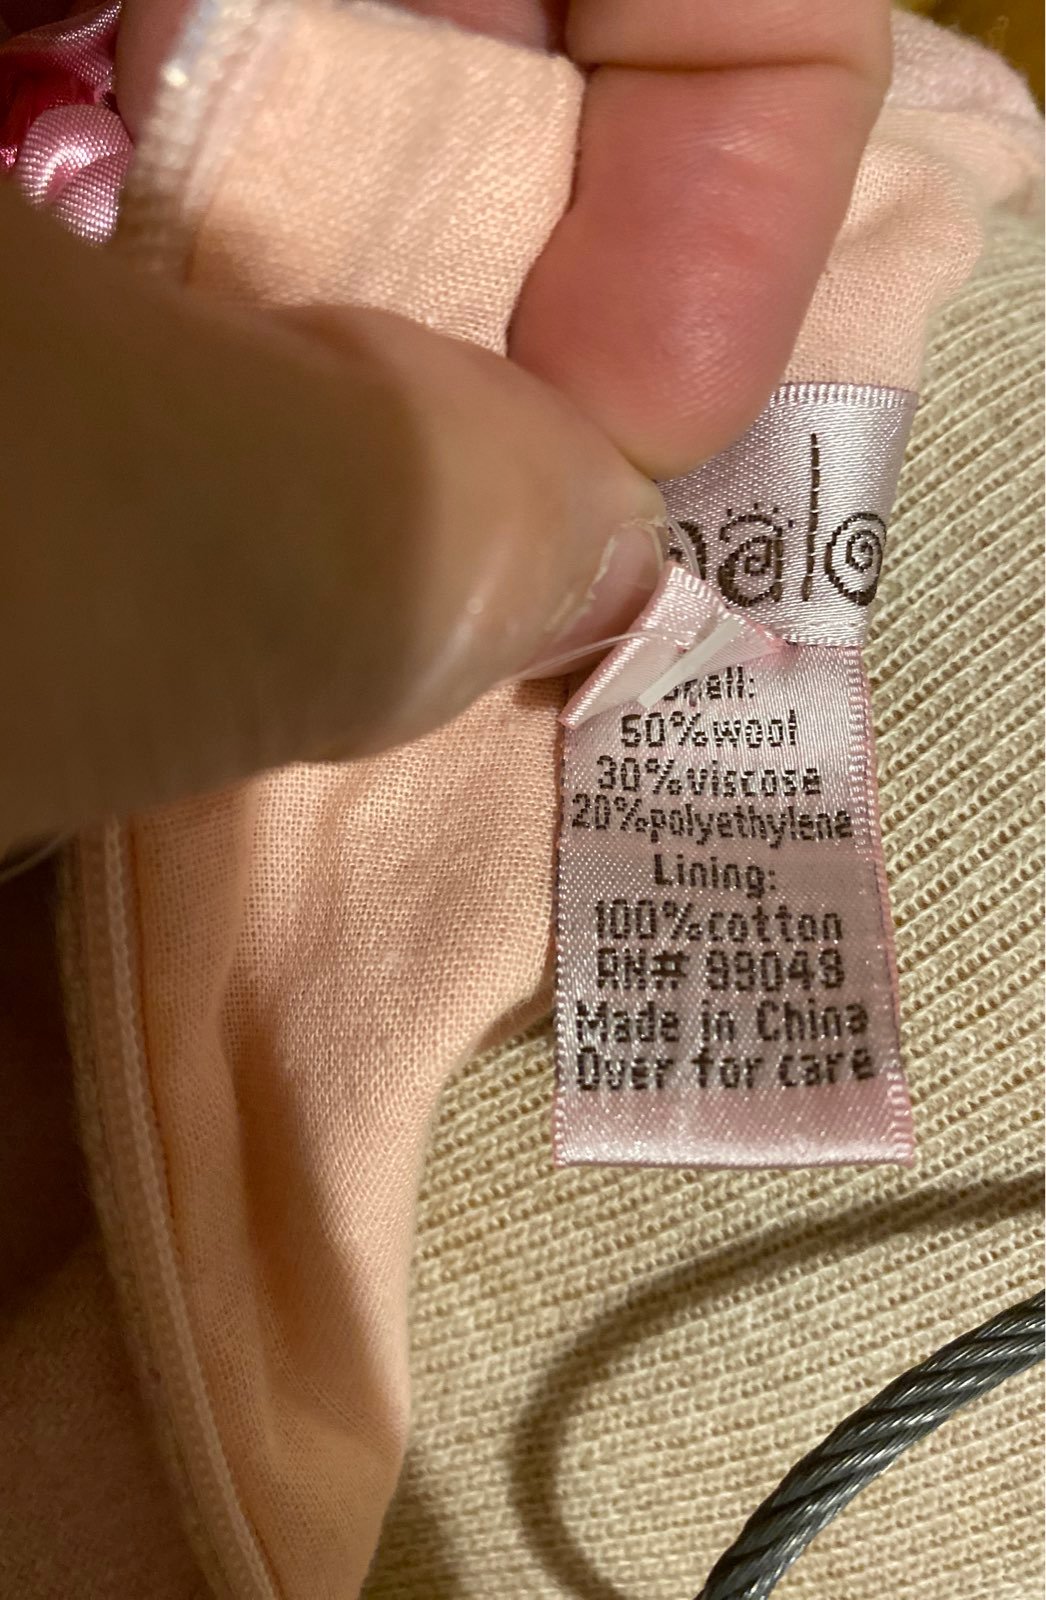 Shell:
50%wool
30%viscose
20%polyethylene
Lining:
100%cotton
RN# 99049
Made in China
Over for care